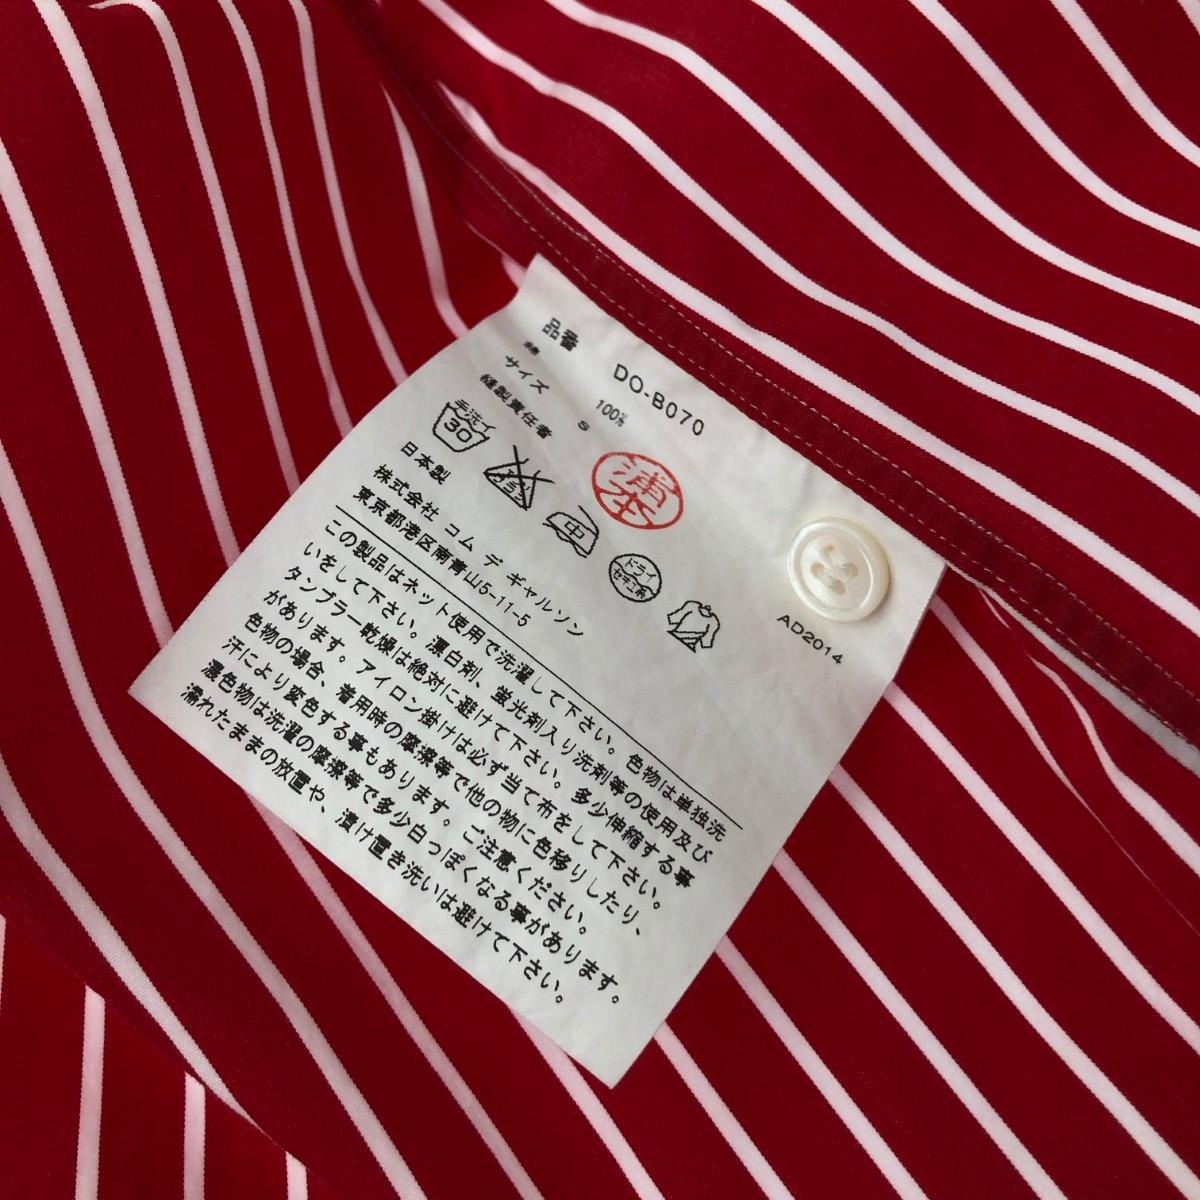 品番 DO-B070
綿 100%
サイズ S
縫製責任者
手洗イ
30
エンソ
サラシ
中
ドライ
セキユ系
日本製
株式会社 コム デ ギャルソン
東京都港区南青山5-11-5
AD2014
この製品はネット使用で洗濯して下さい。色物は単独洗
いをして下さい。漂白剤、蛍光剤入り洗剤等の使用及び
タンブラー乾燥は絶対に避けて下さい。多少伸縮する事
があります。アイロン掛けは必ず当て布をして下さい。
色物の場合、着用時の摩擦等で他の物に色移りしたり、
汗により変色する事もあります。ご注意ください。
濃色物は洗濯の摩擦等で多少白っぽくなる事があります。
濡れたままの放置や、漬け置き洗いは避けて下さい。